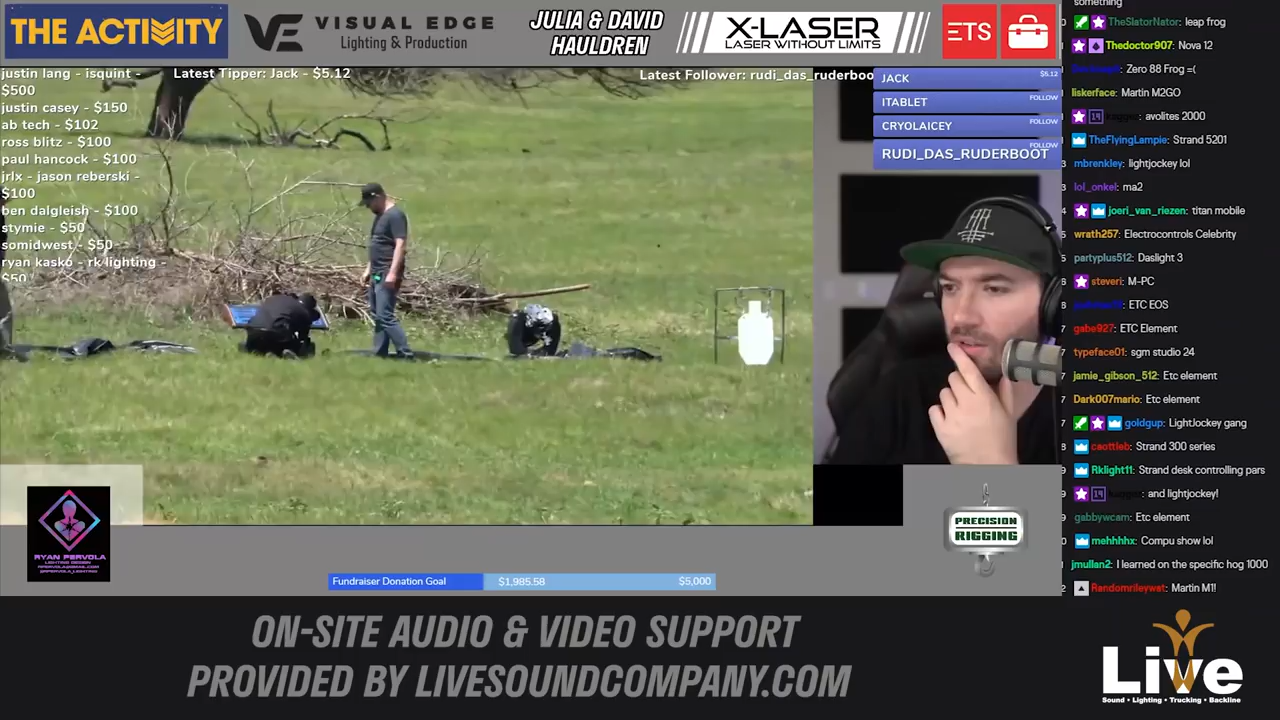 THE ACTIVITY
VE VISUAL EDGE
Lighting & Production
JULIA & DAVID
HAULDREN
X-LASER
LASER WITHOUT LIMITS
ETS
justin lang - isquint -
$500
justin casey - $150
ab tech - $102
ross blitz - $100
paul hancock - $100
jrlx - jason reberski -
$100
ben dalgleish - $100
stymie - $50
somidwest - $50
ryan kasko - rk lighting -
$50
Latest Tipper: Jack - $5.12
Latest Follower: rudi_das_ruderboo
JACK $5.12
ITABLET FOLLOW
CRYOLAICEY FOLLOW
RUDI_DAS_RUDERBOOT FOLLOW
something
TheSlatorNator: leap frog
Thedoctor907: Nova 12
Zero 88 Frog =(
liskerface: Martin M2GO
avolites 2000
TheFlyingLampie: Strand 5201
mbrenkley: lightjockey lol
lol_onkel: ma2
joeri_van_riezen: titan mobile
wrath257: Electrocontrols Celebrity
partyplus512: Daslight 3
steveri: M-PC
ETC EOS
gabe927: ETC Element
typeface01: sgm studio 24
jamie_gibson_512: Etc element
Dark007mario: Etc element
goldgup: LightJockey gang
caottieb: Strand 300 series
Rklight11: Strand desk controlling pars
and lightjockey!
gabbywcam: Etc element
mehhhhx: Compu show lol
jmullan2: I learned on the specific hog 1000
Randomrileywat: Martin M1!
RYAN PERVOLA
LIGHTING DESIGN
PRECISION
RIGGING
Fundraiser Donation Goal $1,985.58 $5,000
ON-SITE AUDIO & VIDEO SUPPORT
PROVIDED BY LIVESOUNDCOMPANY.COM
Live
Sound • Lighting • Trucking • Backline